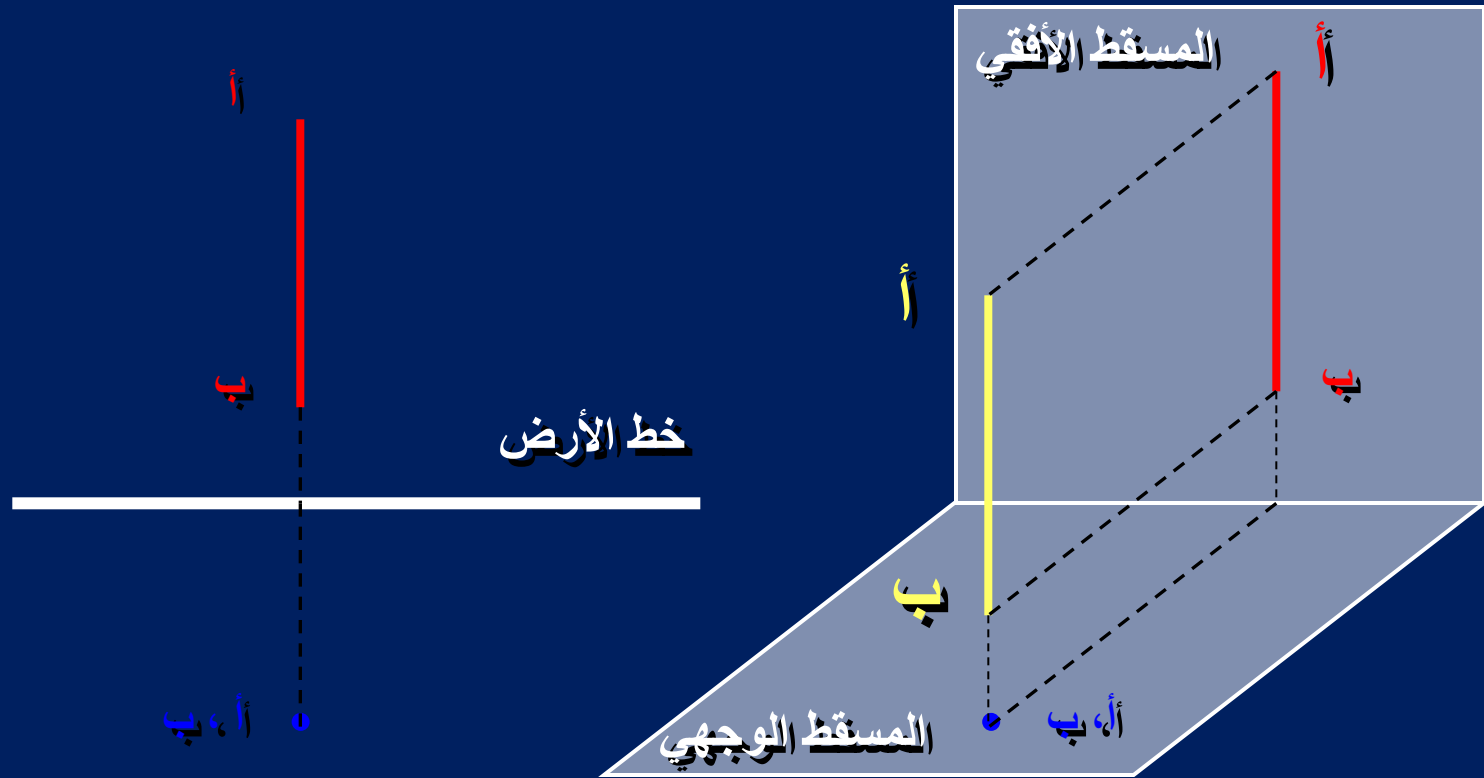 المسقط الأفقي
أ
أ
أ
ب
ب
خط الأرض
ب
أ، ب
المسقط الوجهي
أ ، ب